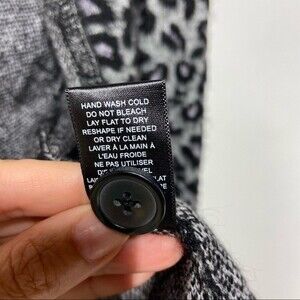 HAND WASH COLD
DO NOT BLEACH
LAY FLAT TO DRY
RESHAPE IF NEEDED
OR DRY CLEAN
LAVER À LA MAIN À
L'EAU FROIDE
NE PAS UTILISER